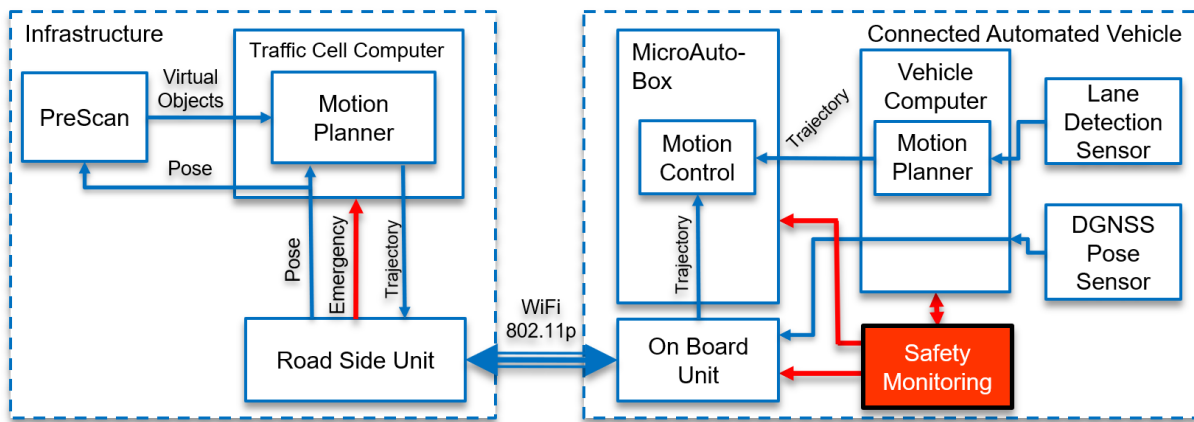 Infrastructure
Traffic Cell Computer
PreScan
Virtual
Objects
Motion
Planner
Pose
Pose
Emergency
Trajectory
Road Side Unit
WiFi
802.11p
Connected Automated Vehicle
MicroAuto-
Box
Motion
Control
Trajectory
Trajectory
Vehicle
Computer
Motion
Planner
Lane
Detection
Sensor
DGNSS
Pose
Sensor
On Board
Unit
Safety
Monitoring